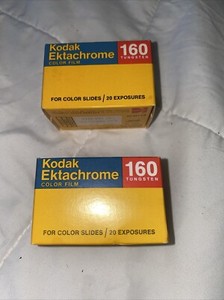 Kodak
Ektachrome
COLOR FILM
160
TUNGSTEN
FOR COLOR SLIDES / 20 EXPOSURES
Kodak
Ektachrome
COLOR FILM
160
TUNGSTEN
FOR COLOR SLIDES / 20 EXPOSURES